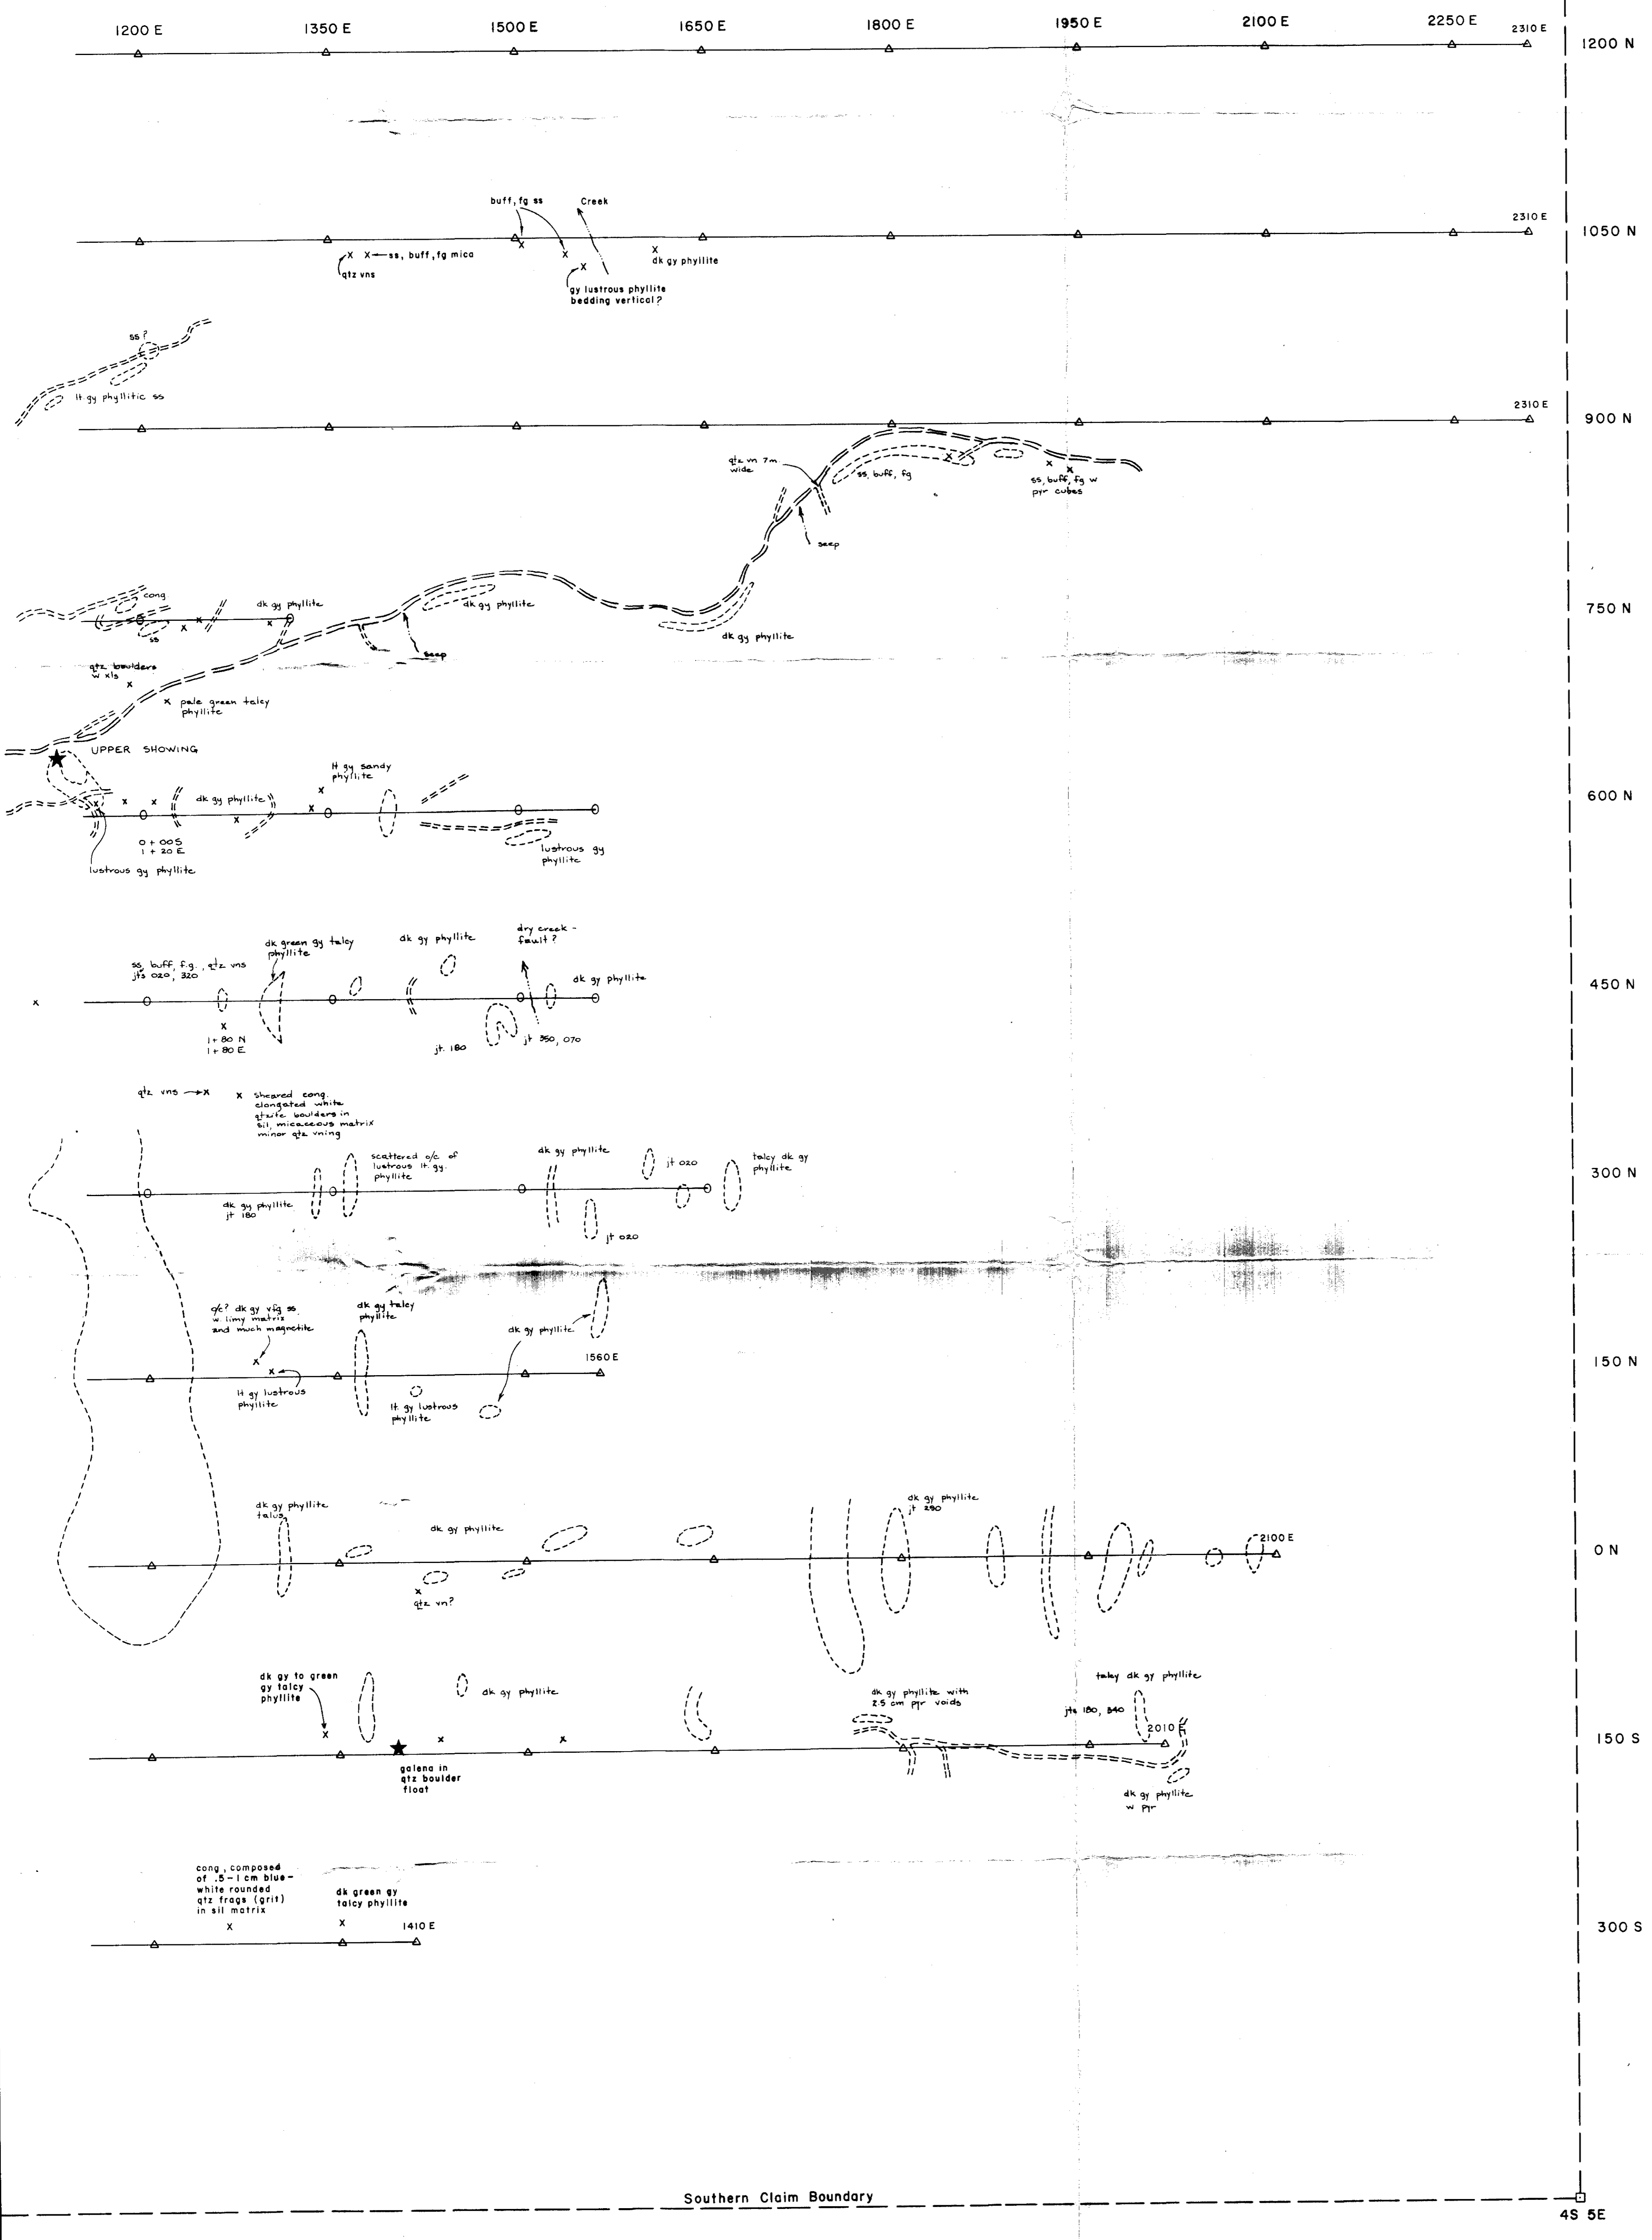 1200 E 1350 E 1500 E 1650 E 1800 E 1950 E 2100 E 2250 E
2310 E
1200 N
buff, fg ss
Creek
2310 E
1050 N
ss, buff, fg mica
qtz vns
dk gy phyllite
gy lustrous phyllite
bedding vertical?
ss?
lt gy phyllitic ss
2310 E
900 N
qtz vn 7m
wide
ss, buff, fg
ss, buff, fg w
pyr cubes
seep
cong
dk gy phyllite
dk gy phyllite
750 N
ss
dk gy phyllite
seep
qtz boulders
w xls
pale green talcy
phyllite
UPPER SHOWING
lt gy sandy
phyllite
dk gy phyllite
600 N
0 + 00 S
1 + 20 E
lustrous gy
phyllite
lustrous gy phyllite
dry creek -
fault?
dk green gy talcy
phyllite
dk gy phyllite
ss, buff, f.g., qtz vns
jts 020, 320
dk gy phyllite
450 N
1 + 80 N
1 + 80 E
jt. 180
jt 350, 070
qtz vns
sheared cong.
elongated white
qtzite boulders in
sil, micaceous matrix
minor qtz vning
scattered o/c of
lustrous lt. gy.
phyllite
dk gy phyllite
jt 020
talcy dk gy
phyllite
300 N
dk gy phyllite
jt 180
jt 020
o/c? dk gy vfg ss
w. limy matrix
and much magnetite
dk gy talcy
phyllite
dk gy phyllite
1560 E
150 N
lt gy lustrous
phyllite
lt. gy lustrous
phyllite
dk gy phyllite
talus
dk gy phyllite
dk gy phyllite
jt 290
2100 E
0 N
qtz vn?
dk gy to green
gy talcy
phyllite
dk gy phyllite
dk gy phyllite with
2.5 cm pyr voids
talcy dk gy phyllite
jts 180, 340
2010 E
150 S
galena in
qtz boulder
float
dk gy phyllite
w pyr
cong, composed
of .5-1 cm blue-
white rounded
qtz frags (grit)
in sil matrix
dk green gy
talcy phyllite
1410 E
300 S
Southern Claim Boundary
4S 5E